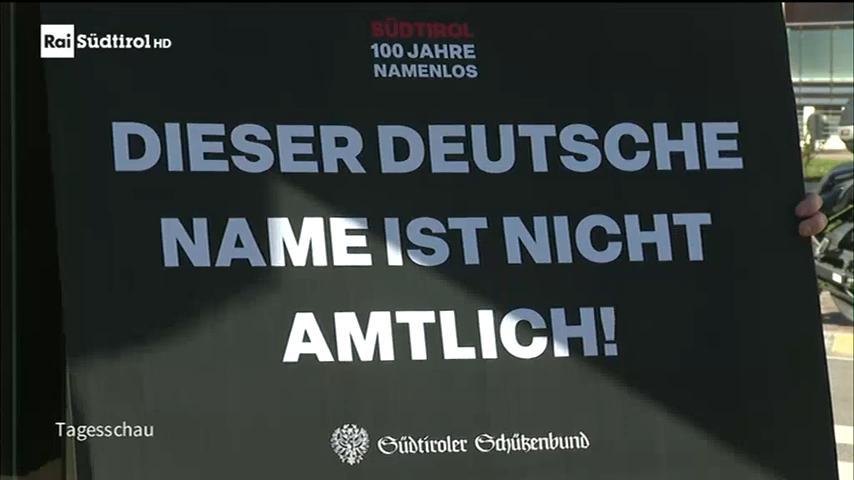 Rai Südtirol HD
SÜDTIROL
100 JAHRE
NAMENLOS
DIESER DEUTSCHE
NAME IST NICHT
AMTLICH!
Tagesschau
Südtiroler Schützenbund